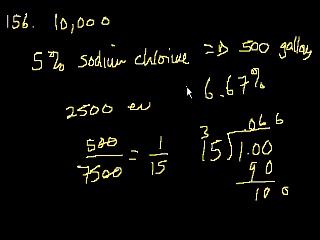 156. 10,000
5% sodium chloride => 500 gallons
6.67%
2500 ev
500/7500 = 1/15
3 .066
15 ) 1.00
90
100